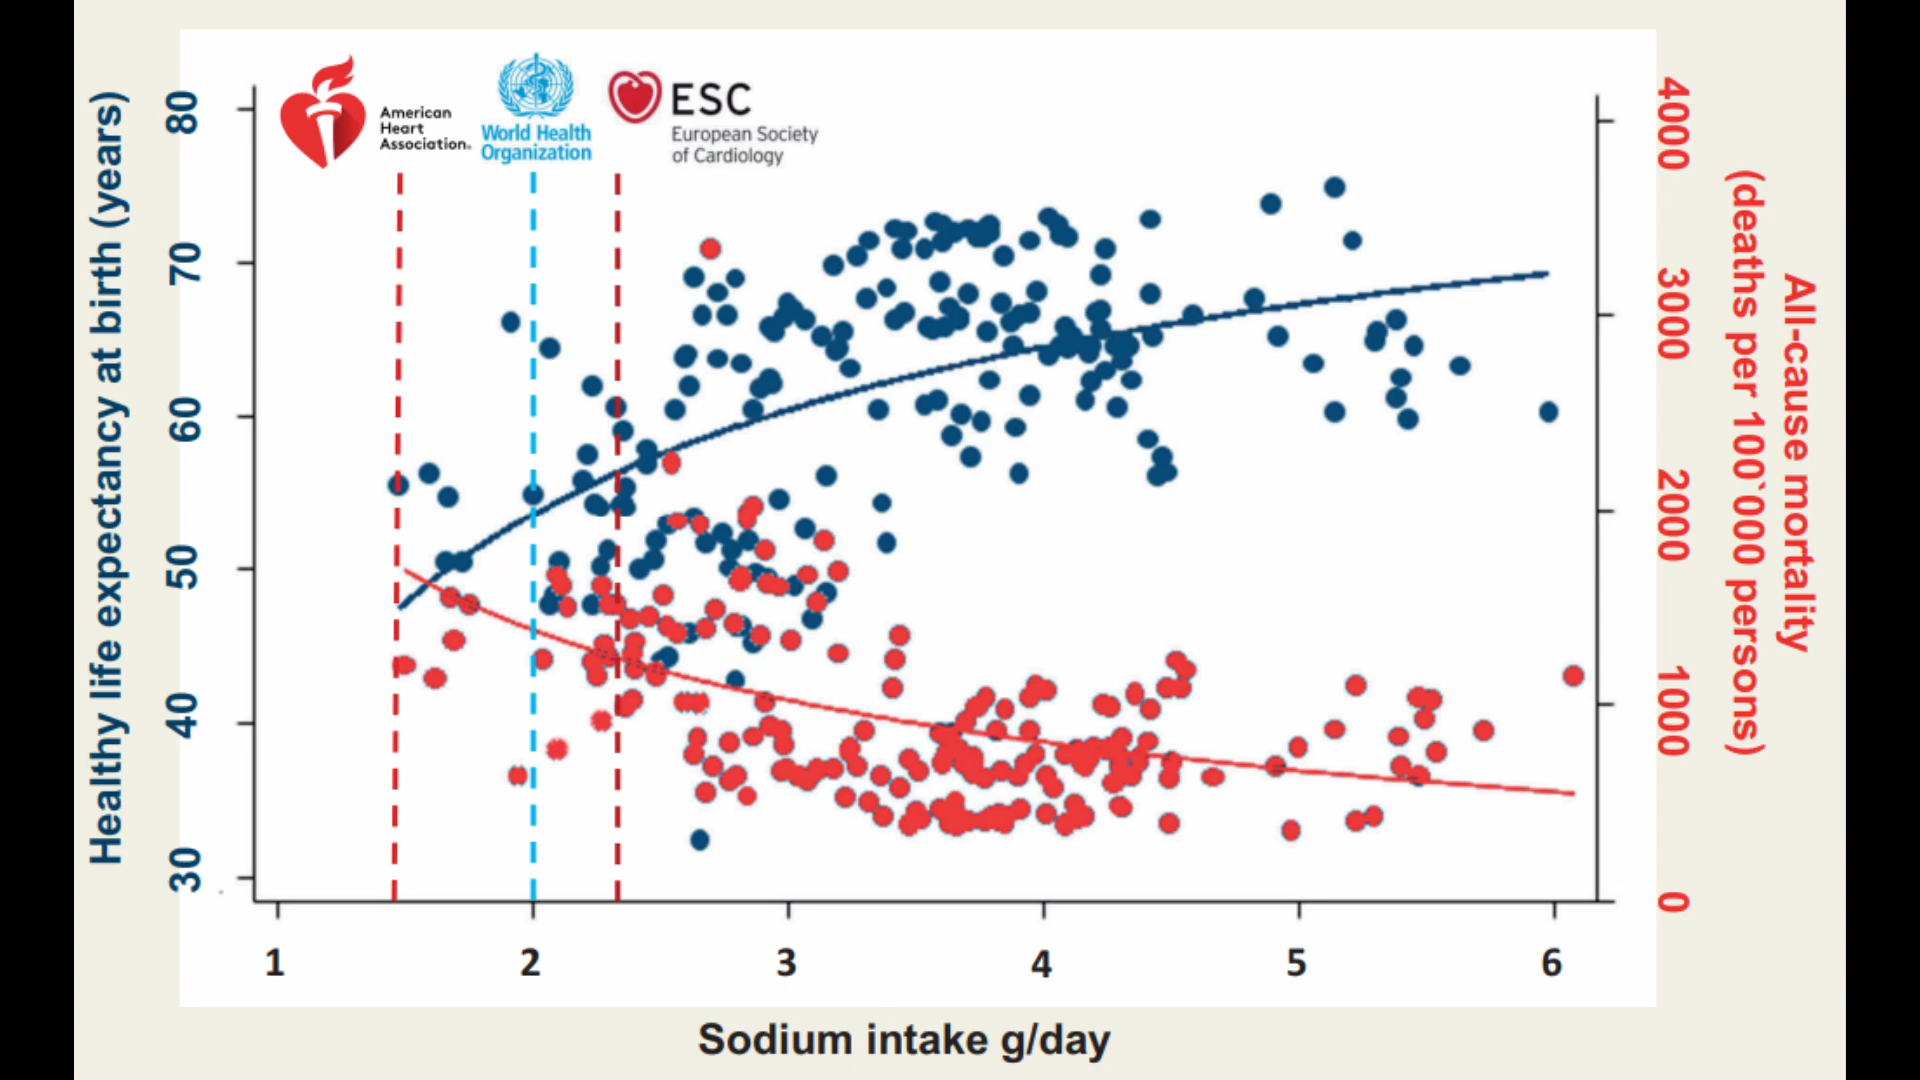 American
Heart
Association.
World Health
Organization
ESC
European Society
of Cardiology
Healthy life expectancy at birth (years)
80
70
60
50
40
30
4000
3000
2000
1000
0
All-cause mortality
(deaths per 100`000 persons)
1 2 3 4 5 6
Sodium intake g/day